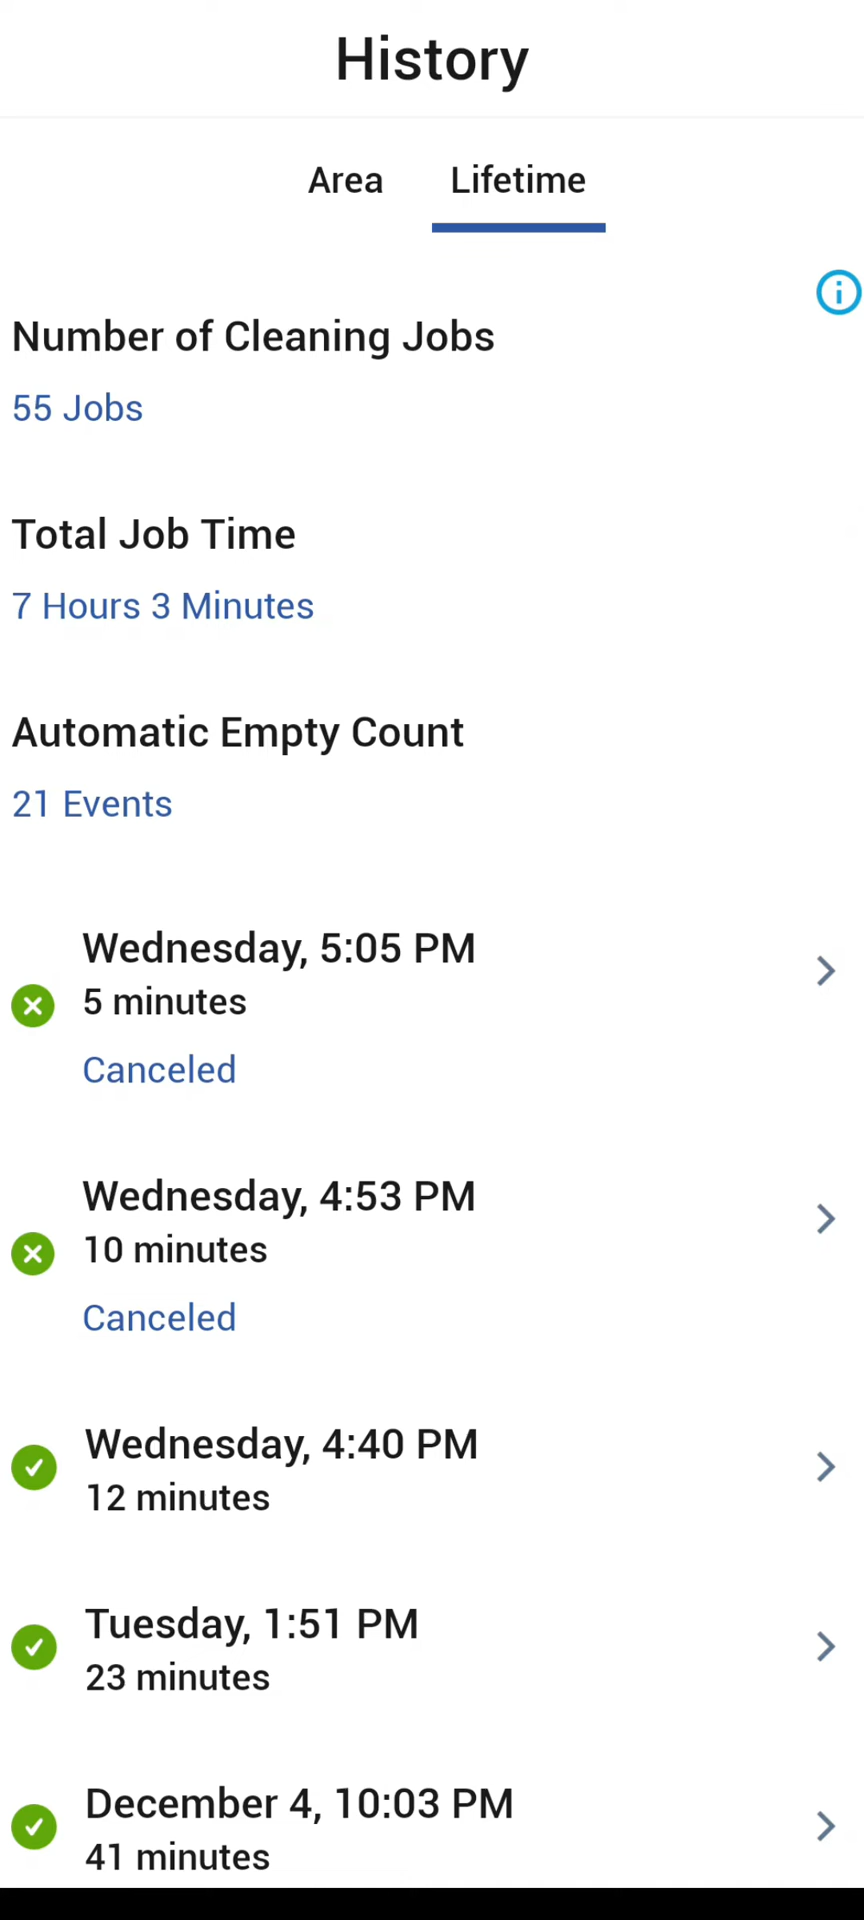 History
Area Lifetime
Number of Cleaning Jobs
55 Jobs
Total Job Time
7 Hours 3 Minutes
Automatic Empty Count
21 Events
Wednesday, 5:05 PM
5 minutes
Canceled
Wednesday, 4:53 PM
10 minutes
Canceled
Wednesday, 4:40 PM
12 minutes
Tuesday, 1:51 PM
23 minutes
December 4, 10:03 PM
41 minutes